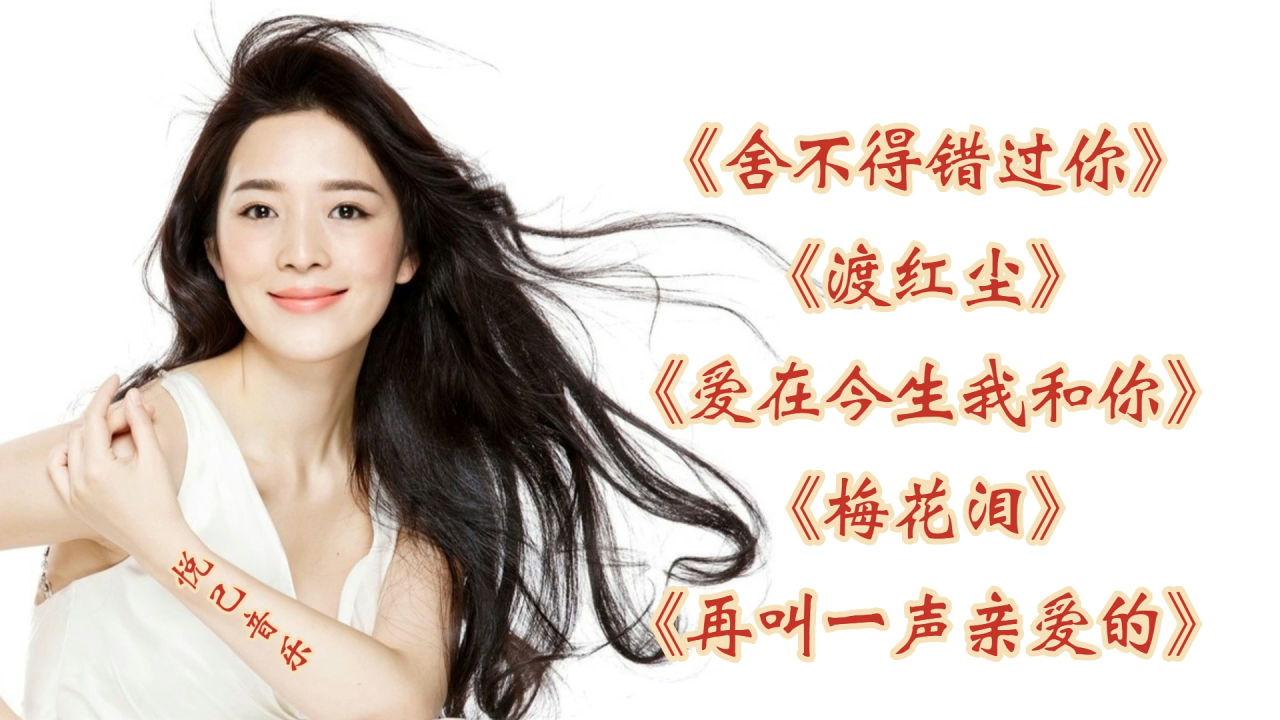 《舍不得错过你》
《渡红尘》
《爱在今生我和你》
《梅花泪》
《再叫一声亲爱的》
悦己音乐